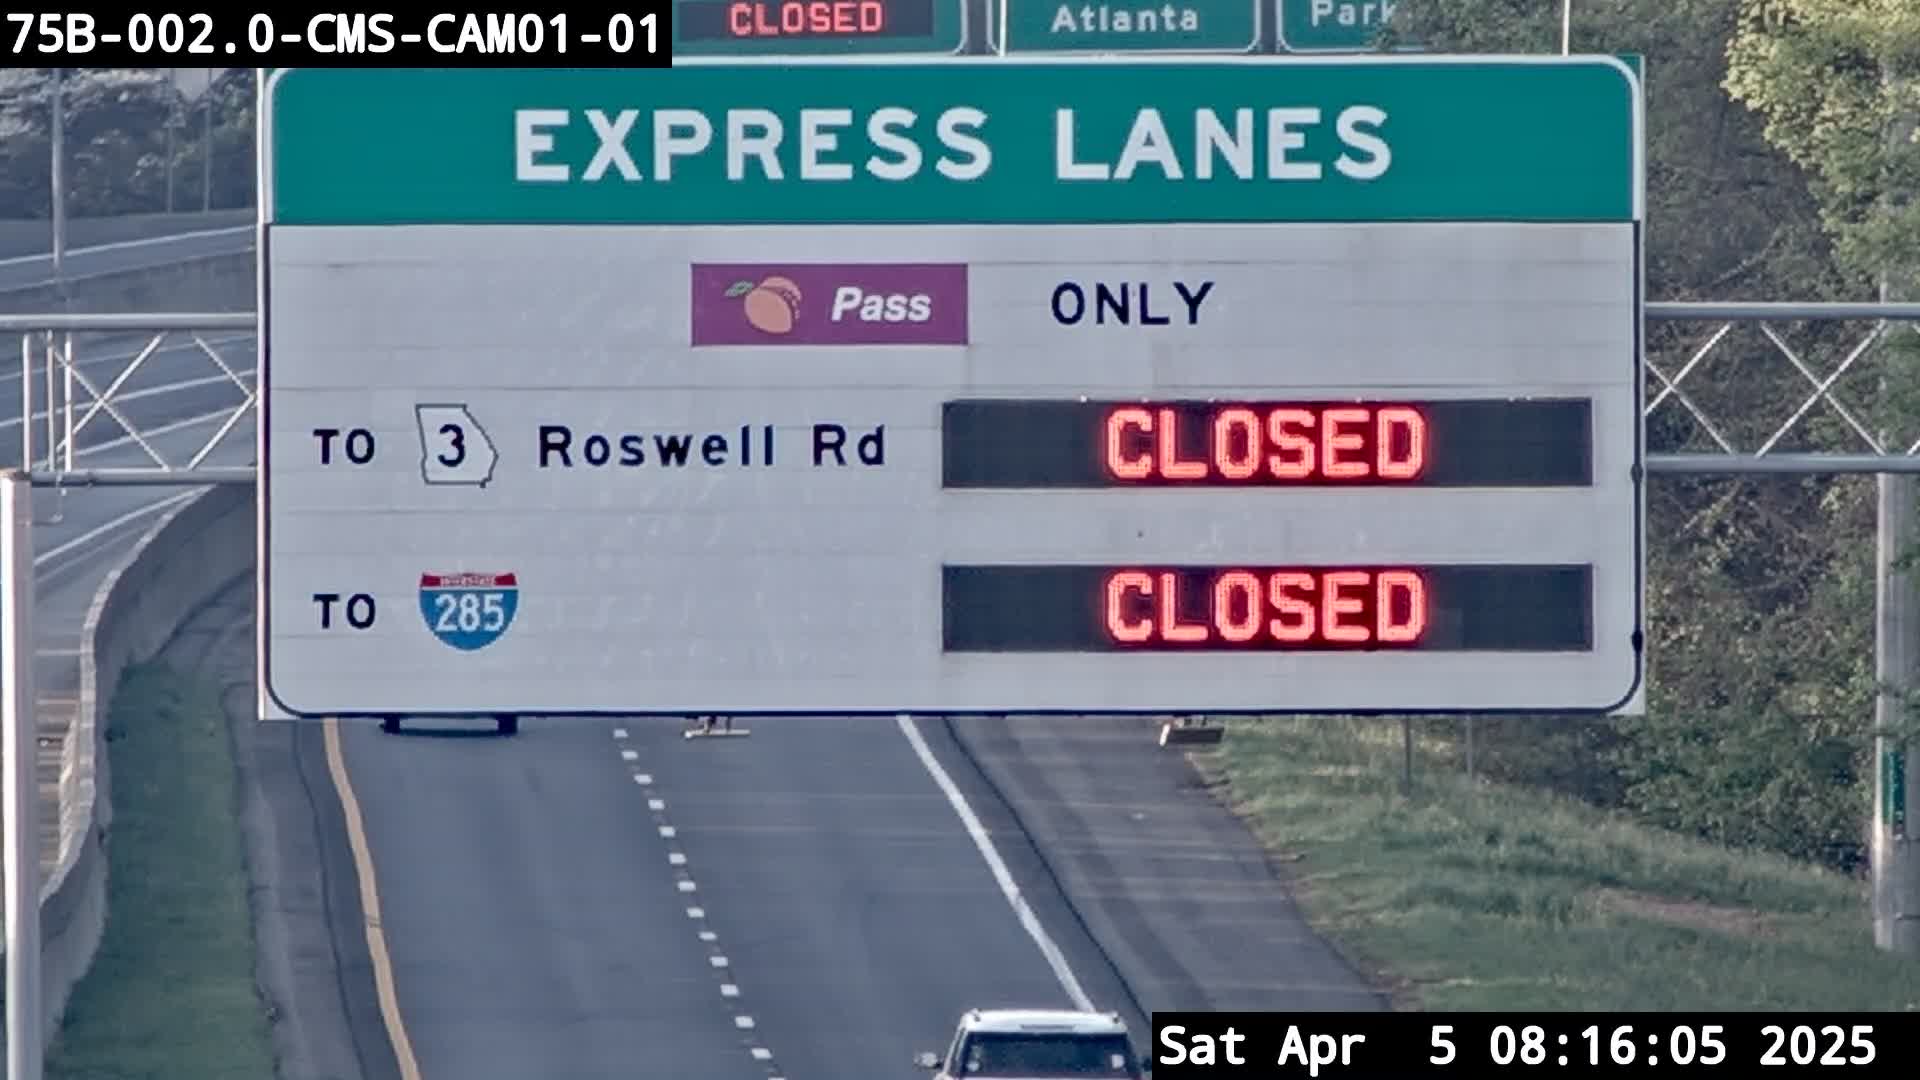 75B-002.0-CMS-CAM01-01
CLOSED
Atlanta
Park
EXPRESS LANES
Pass ONLY
TO 3 Roswell Rd CLOSED
INTERSTATE
TO 285 CLOSED
Sat Apr 5 08:16:05 2025